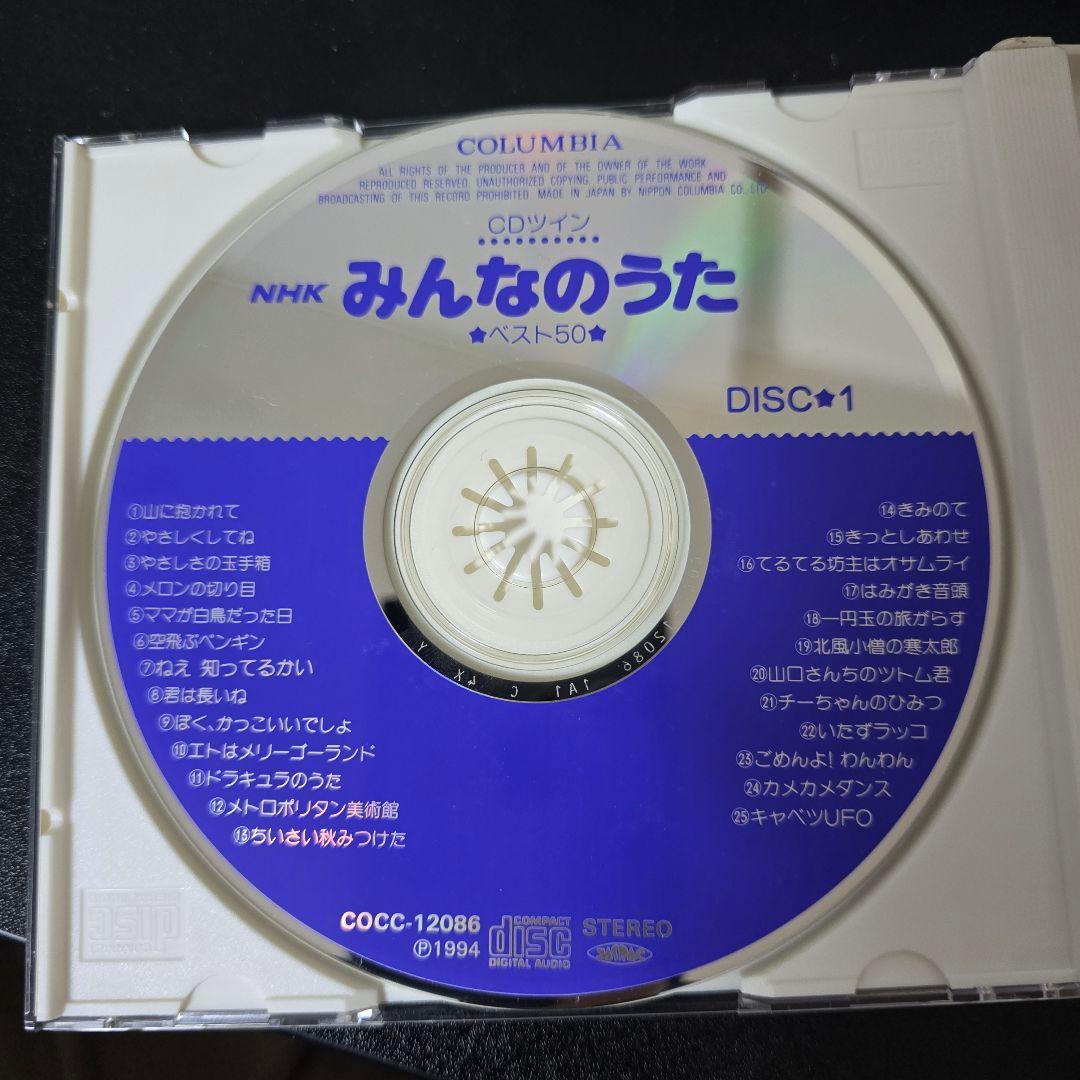 COLUMBIA
ALL RIGHTS OF THE PRODUCER AND OF THE OWNER OF THE WORK
REPRODUCED RESERVED. UNAUTHORIZED COPYING, PUBLIC PERFORMANCE AND
BROADCASTING OF THIS RECORD PROHIBITED. MADE IN JAPAN BY NIPPON COLUMBIA CO., LTD.
CDツイン
NHK みんなのうた
★ベスト50★
DISC★1
①山に抱かれて
②やさしくしてね
③やさしさの玉手箱
④メロンの切り目
⑤ママが白鳥だった日
⑥空飛ぶペンギン
⑦ねえ 知ってるかい
⑧君は長いね
⑨ぼく、かっこいいでしょ
⑩エトはメリーゴーランド
⑪ドラキュラのうた
⑫メトロポリタン美術館
⑬ちいさい秋みつけた
⑭きみのて
⑮きっとしあわせ
⑯てるてる坊主はオサムライ
⑰はみがき音頭
⑱一円玉の旅がらす
⑲北風小僧の寒太郎
⑳山口さんちのツトム君
㉑チーちゃんのひみつ
㉒いたずラッコ
㉓ごめんよ! わんわん
㉔カメカメダンス
㉕キャベツUFO
COCC-12086
Ⓟ1994
COMPACT
disc
DIGITAL AUDIO
STEREO